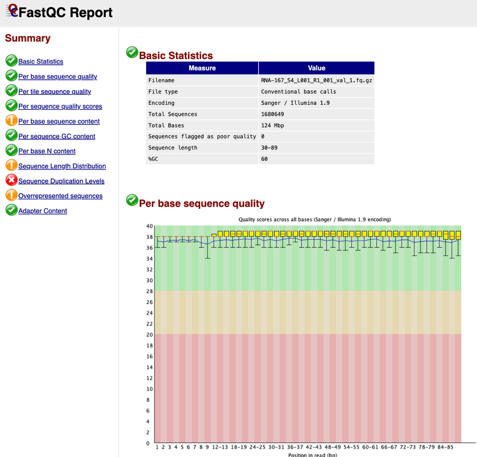 FastQC Report
Summary
Basic Statistics
Per base sequence quality
Per tile sequence quality
Per sequence quality scores
Per base sequence content
Per sequence GC content
Per base N content
Sequence Length Distribution
Sequence Duplication Levels
Overrepresented sequences
Adapter Content
Basic Statistics
Measure Value
Filename RNA-167_S4_L001_R1_001_val_1.fq.gz
File type Conventional base calls
Encoding Sanger / Illumina 1.9
Total Sequences 1680649
Total Bases 124 Mbp
Sequences flagged as poor quality 0
Sequence length 30-89
%GC 60
Per base sequence quality
Quality scores across all bases (Sanger / Illumina 1.9 encoding)
40
38
36
34
32
30
28
26
24
22
20
18
16
14
12
10
8
6
4
2
0
1 2 3 4 5 6 7 8 9 12-13 18-19 24-25 30-31 36-37 42-43 48-49 54-55 60-61 66-67 72-73 78-79 84-85
Position in read (bp)